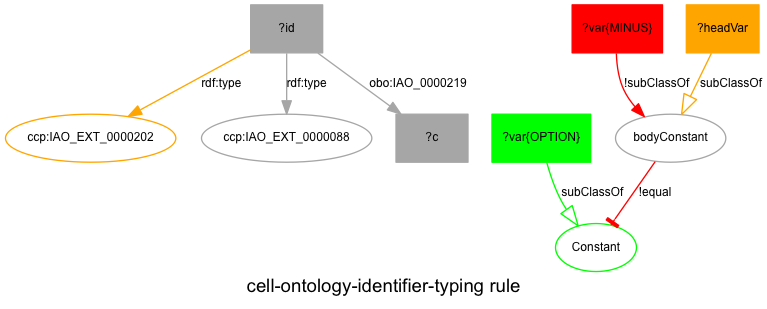 ?id
?var{MINUS}
?headVar
rdf:type
rdf:type
obo:IAO_0000219
!subClassOf
subClassOf
ccp:IAO_EXT_0000202
ccp:IAO_EXT_0000088
?c
?var{OPTION}
bodyConstant
subClassOf
!equal
Constant
cell-ontology-identifier-typing rule